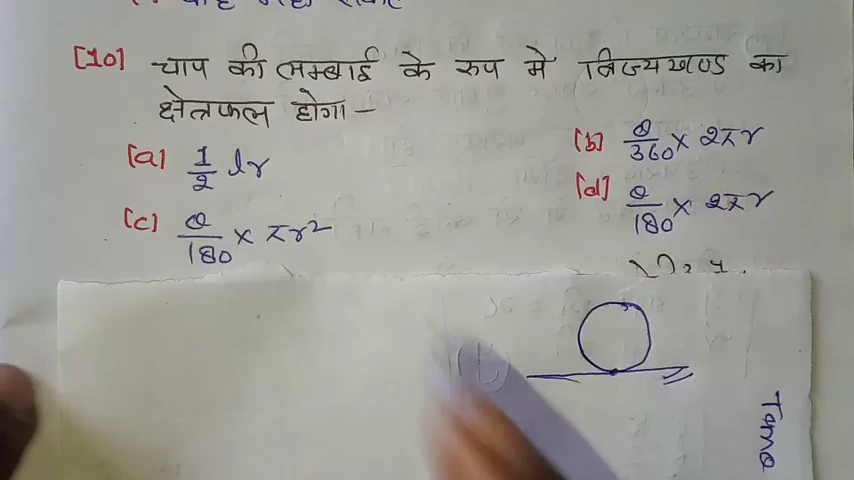 [10] चाप की लम्बाई के रुप मे त्रिज्यखण्ड का
क्षेत्रफल होगा –
[a] 1/2 lr
[b] θ/360 × 2πr
[c] θ/180 × πr²
[d] θ/180 × 2πr